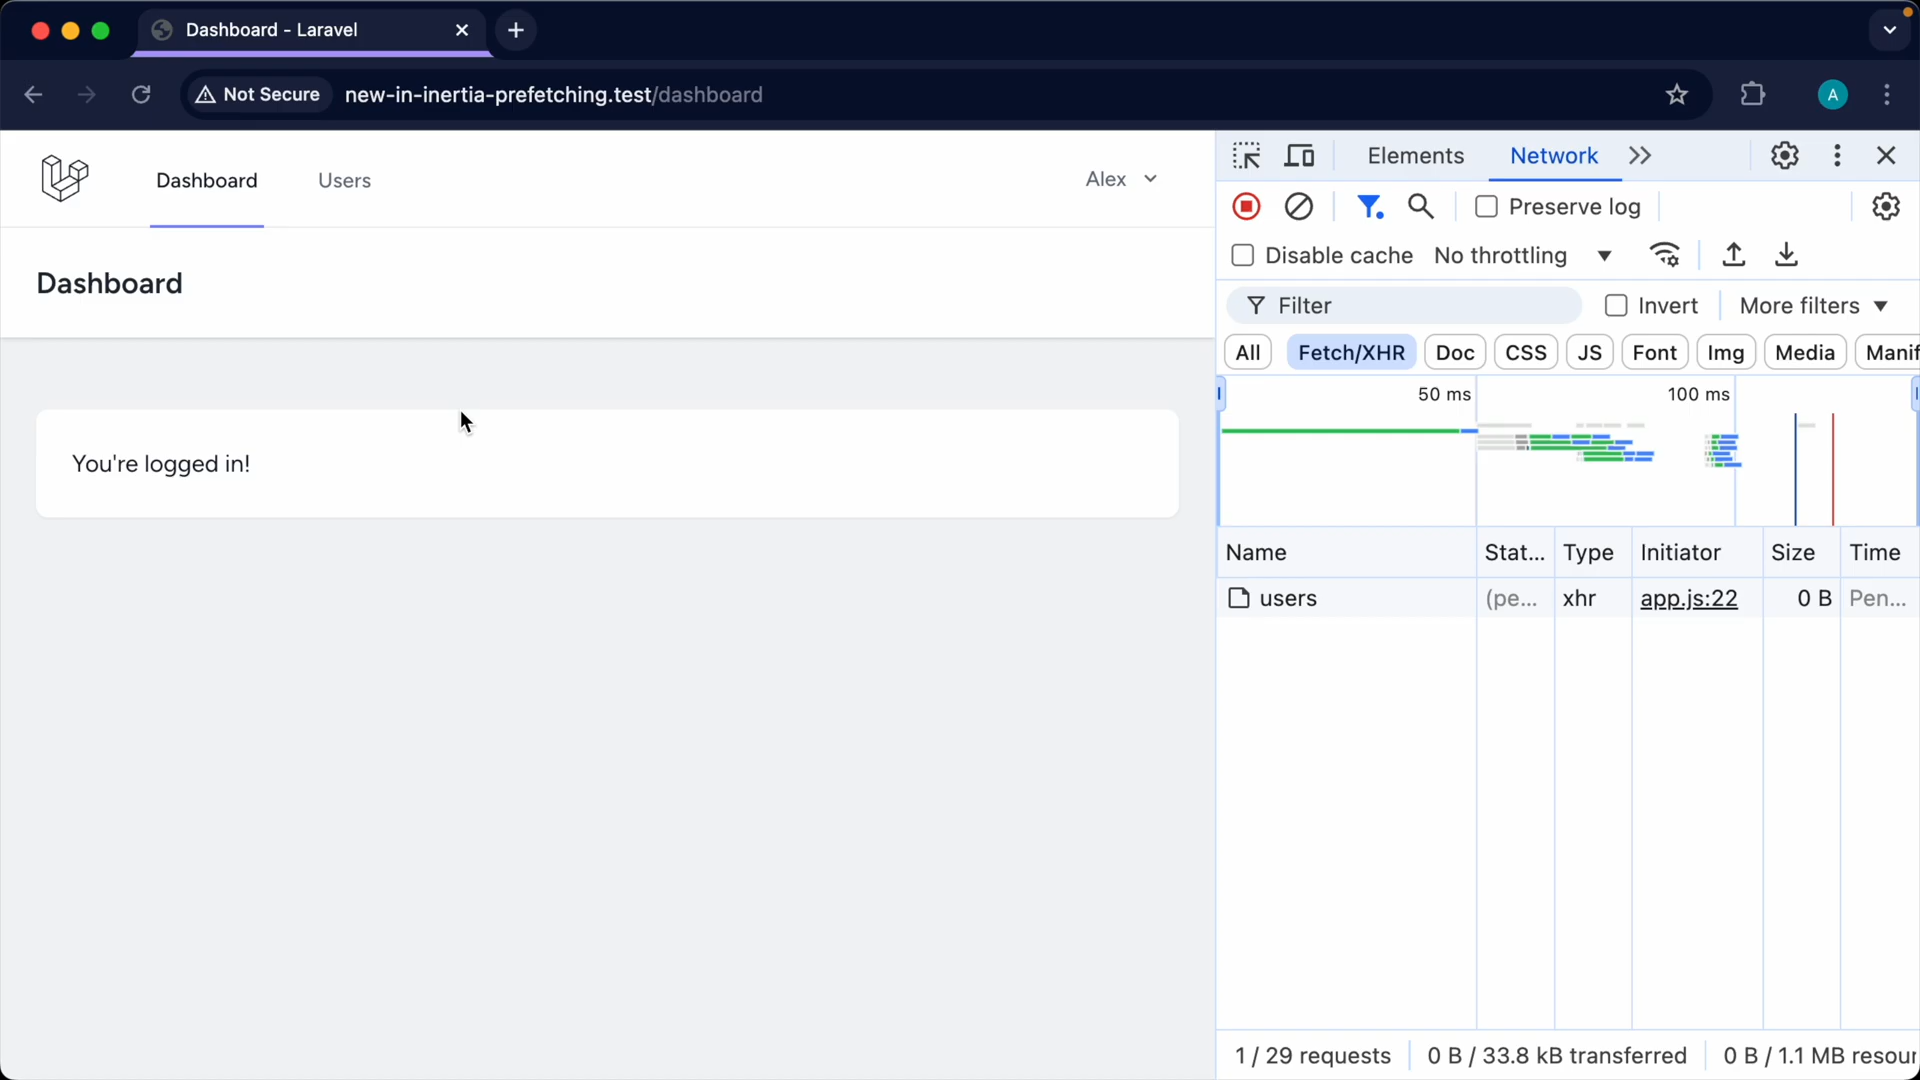 Dashboard - Laravel
Not Secure
new-in-inertia-prefetching.test/dashboard
A
Dashboard
Users
Alex
Dashboard
You're logged in!
Elements
Network
Preserve log
Disable cache
No throttling
Filter
Invert
More filters
All
Fetch/XHR
Doc
CSS
JS
Font
Img
Media
Manif
50 ms
100 ms
Name
Stat...
Type
Initiator
Size
Time
users
(pe...
xhr
app.js:22
0 B
Pen...
1 / 29 requests
0 B / 33.8 kB transferred
0 B / 1.1 MB resour